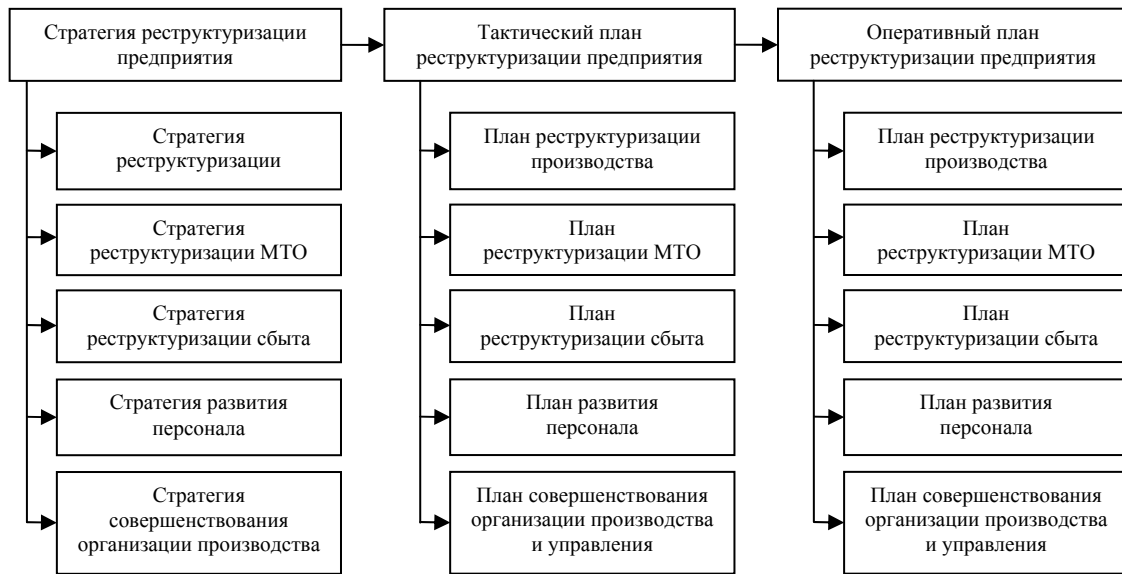 Стратегия реструктуризации
предприятия
Тактический план
реструктуризации предприятия
Оперативный план
реструктуризации предприятия
Стратегия
реструктуризации
План реструктуризации
производства
План реструктуризации
производства
Стратегия
реструктуризации МТО
План
реструктуризации МТО
План
реструктуризации МТО
Стратегия
реструктуризации сбыта
План
реструктуризации сбыта
План
реструктуризации сбыта
Стратегия развития
персонала
План развития
персонала
План развития
персонала
Стратегия
совершенствования
организации производства
План совершенствования
организации производства
и управления
План совершенствования
организации производства
и управления